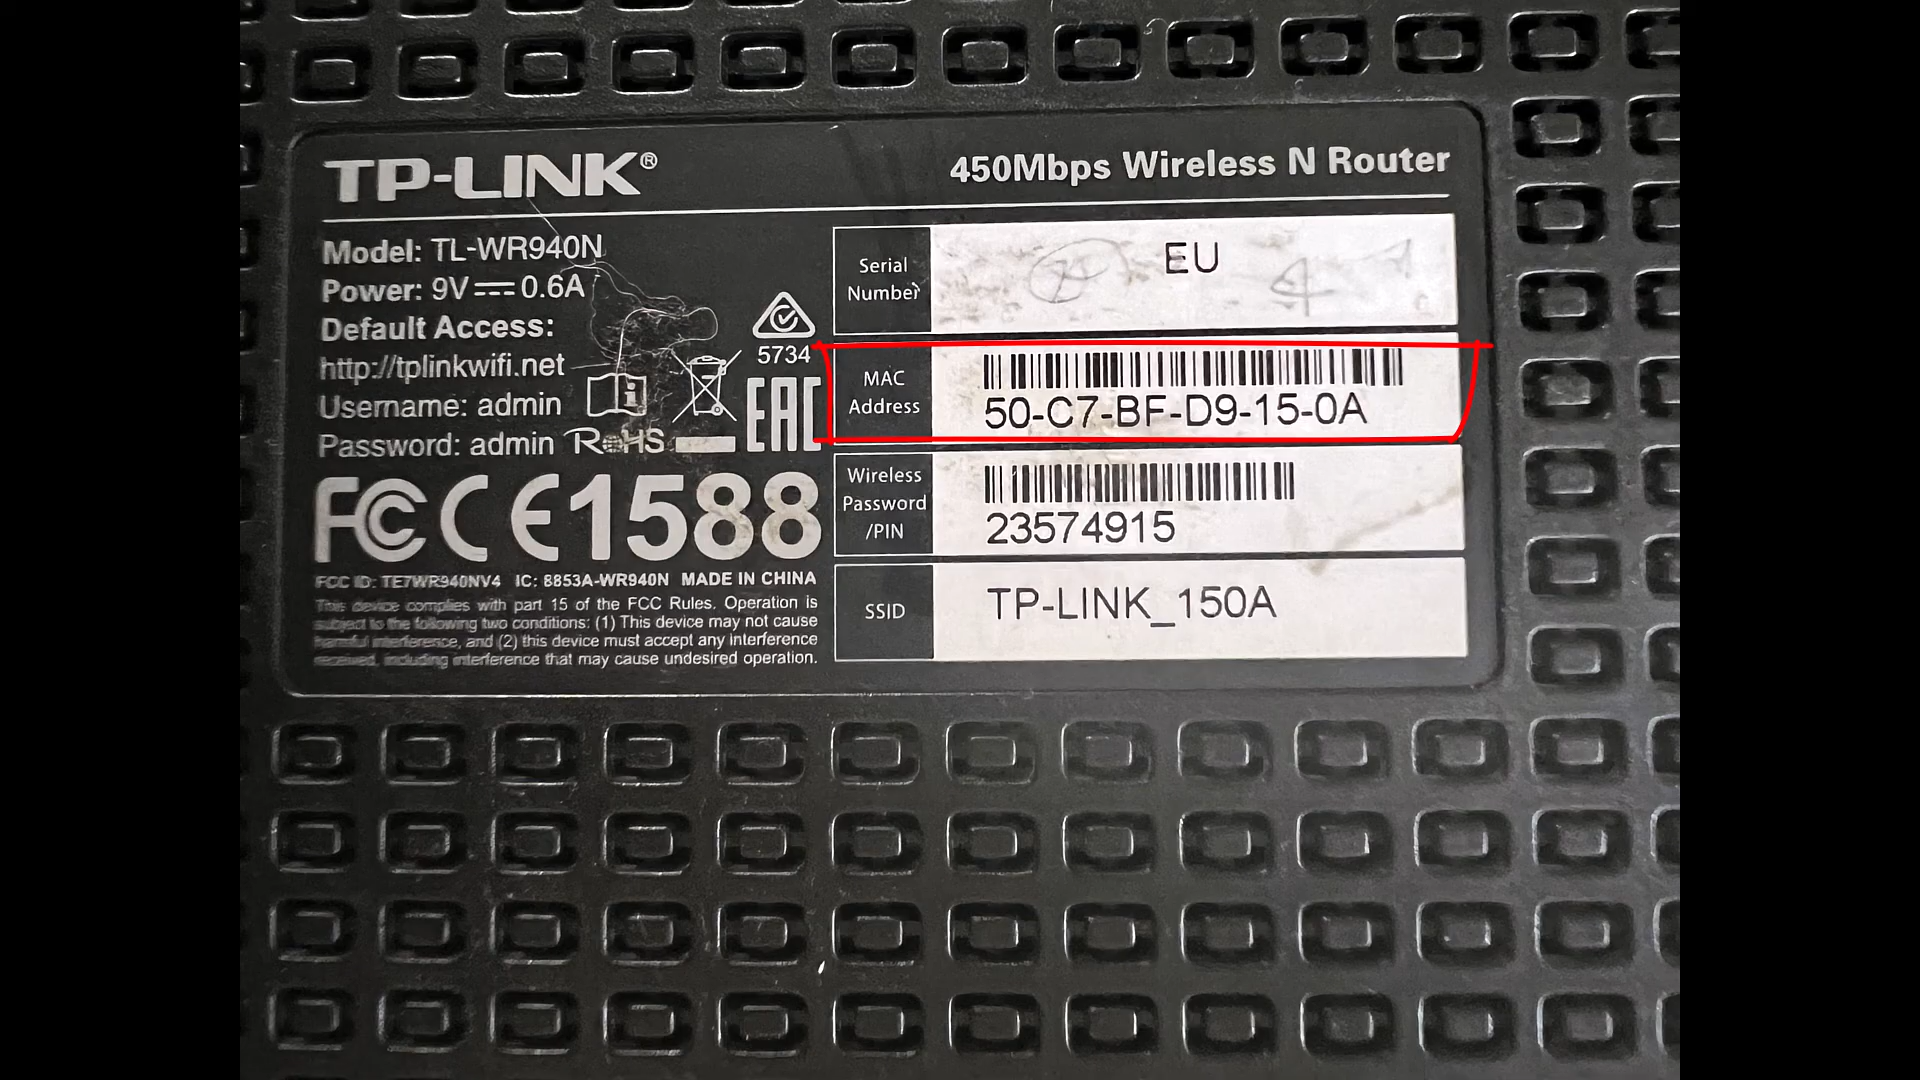 TP-LINK®
450Mbps Wireless N Router
Model: TL-WR940N
Power: 9V⎓0.6A
Default Access:
http://tplinkwifi.net
Username: admin
Password: admin
RoHS
5734
EAC
FCC CE1588
FCC ID: TE7WR940NV4 IC: 8853A-WR940N MADE IN CHINA
This device complies with part 15 of the FCC Rules. Operation is
subject to the following two conditions: (1) This device may not cause
harmful interference, and (2) this device must accept any interference
received, including interference that may cause undesired operation.
Serial
Number
EU
MAC
Address
50-C7-BF-D9-15-0A
Wireless
Password
/PIN
23574915
SSID
TP-LINK_150A